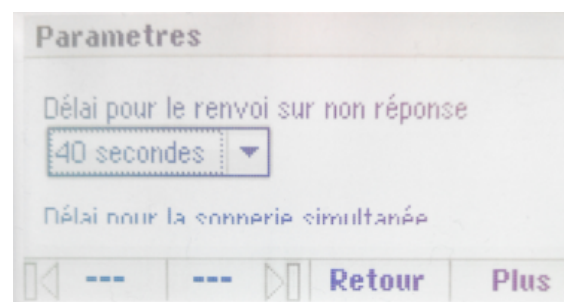 Parametres
Délai pour le renvoi sur non réponse
40 secondes
Délai pour la sonnerie simultanée
--- --- Retour Plus